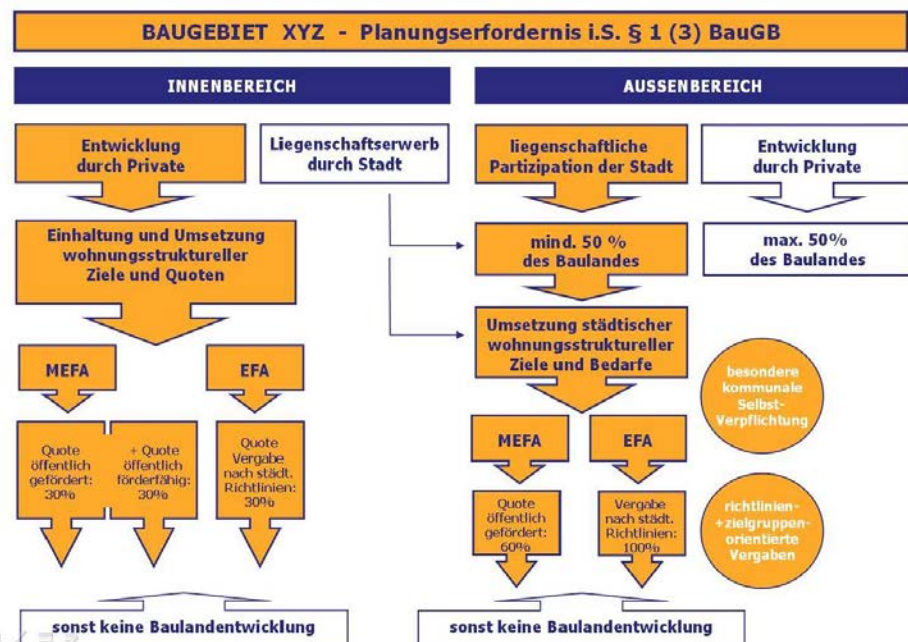 BAUGEBIET XYZ - Planungserfordernis i.S. § 1 (3) BauGB
INNENBEREICH
Entwicklung
durch Private
Liegenschaftserwerb
durch Stadt
Einhaltung und Umsetzung
wohnungsstruktureller
Ziele und Quoten
MEFA
EFA
Quote
öffentlich
gefördert:
30%
+ Quote
öffentlich
förderfähig:
30%
Quote
Vergabe
nach städt.
Richtlinien:
30%
sonst keine Baulandentwicklung
AUSSENBEREICH
liegenschaftliche
Partizipation der Stadt
Entwicklung
durch Private
mind. 50 %
des Baulandes
max. 50%
des Baulandes
Umsetzung städtischer
wohnungsstruktureller
Ziele und Bedarfe
besondere
kommunale
Selbst-
Verpflichtung
MEFA
EFA
Quote
öffentlich
gefördert:
60%
Vergabe
nach städt.
Richtlinien:
100%
richtlinien-
+zielgruppen-
orientierte
Vergaben
sonst keine Baulandentwicklung